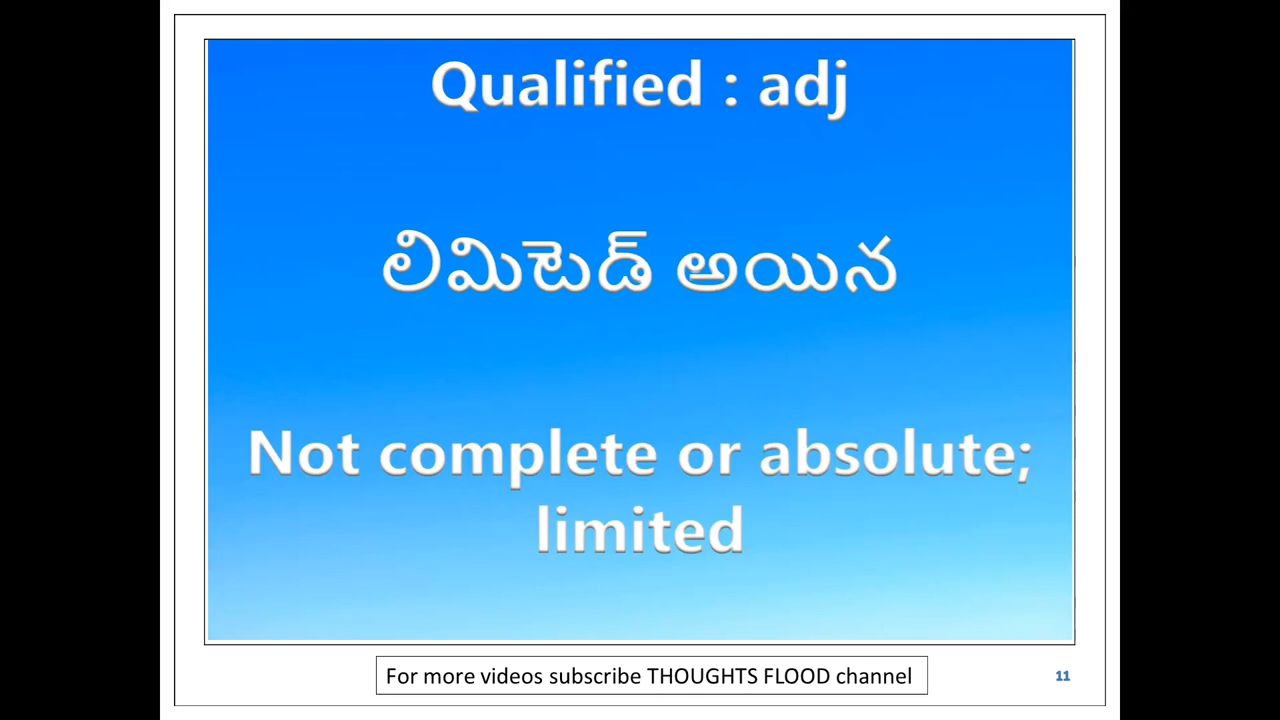 Qualified : adj
లిమిటెడ్ అయిన
Not complete or absolute;
limited
For more videos subscribe THOUGHTS FLOOD channel
11